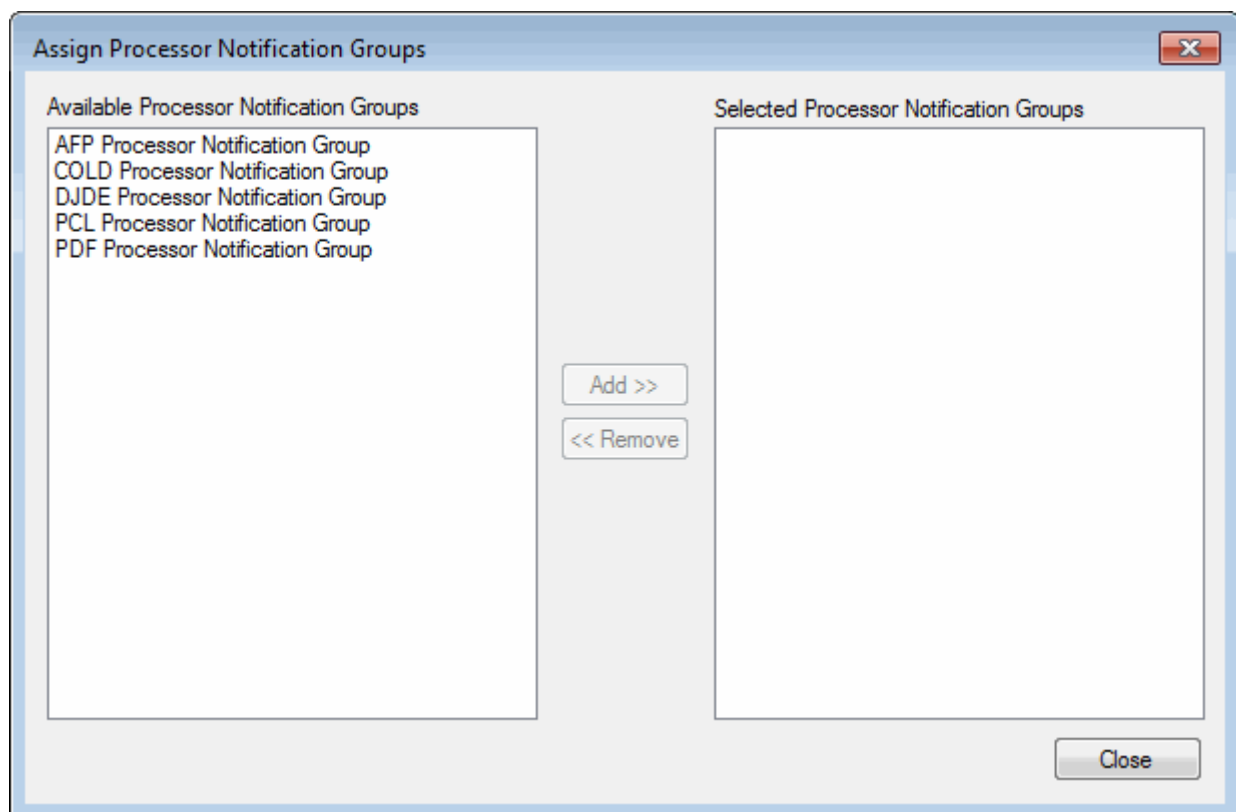 Assign Processor Notification Groups
Available Processor Notification Groups
AFP Processor Notification Group
COLD Processor Notification Group
DJDE Processor Notification Group
PCL Processor Notification Group
PDF Processor Notification Group
Add >>
<< Remove
Selected Processor Notification Groups
Close